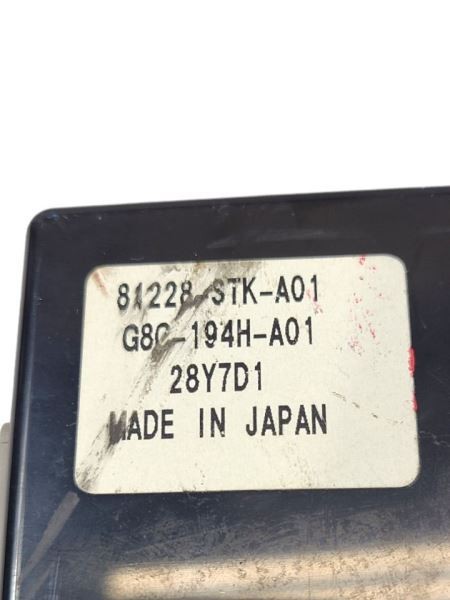 81228-STK-A01
G8C-194H-A01
28Y7D1
MADE IN JAPAN